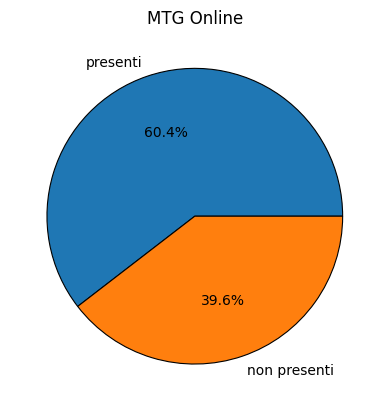 MTG Online
presenti
60.4%
39.6%
non presenti